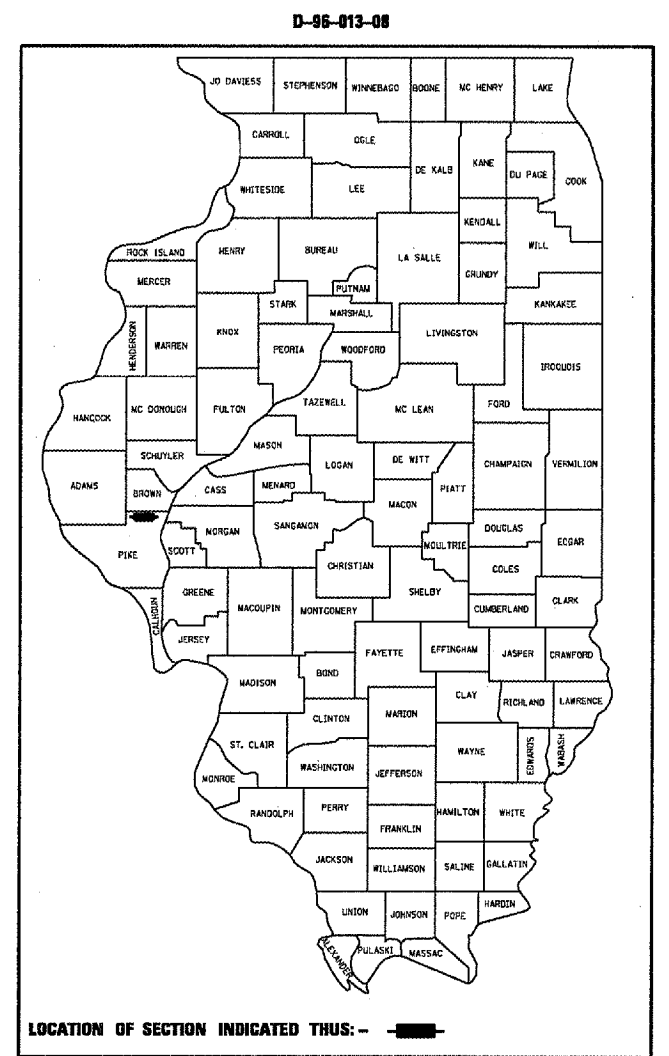 D-96-013-08
JO DAVIESS
STEPHENSON
WINNEBAGO
BOONE
MC HENRY
LAKE
CARROLL
OGLE
DE KALB
KANE
DU PAGE
COOK
WHITESIDE
LEE
KENDALL
WILL
ROCK ISLAND
HENRY
BUREAU
LA SALLE
GRUNDY
MERCER
PUTNAM
KANKAKEE
STARK
MARSHALL
HENDERSON
WARREN
KNOX
PEORIA
WOODFORD
LIVINGSTON
IROQUOIS
HANCOCK
MC DONOUGH
FULTON
TAZEWELL
MC LEAN
FORD
SCHUYLER
MASON
LOGAN
DE WITT
CHAMPAIGN
VERMILION
ADAMS
BROWN
CASS
MENARD
PIATT
MACON
PIKE
SCOTT
MORGAN
SANGAMON
CHRISTIAN
MOULTRIE
DOUGLAS
EDGAR
COLES
GREENE
MACOUPIN
MONTGOMERY
SHELBY
CUMBERLAND
CLARK
CALHOUN
JERSEY
FAYETTE
EFFINGHAM
JASPER
CRAWFORD
MADISON
BOND
CLAY
RICHLAND
LAWRENCE
CLINTON
MARION
ST. CLAIR
WAYNE
EDWARDS
WABASH
MONROE
WASHINGTON
JEFFERSON
RANDOLPH
PERRY
HAMILTON
WHITE
FRANKLIN
JACKSON
WILLIAMSON
SALINE
GALLATIN
UNION
JOHNSON
POPE
HARDIN
ALEXANDER
PULASKI
MASSAC
LOCATION OF SECTION INDICATED THUS: -